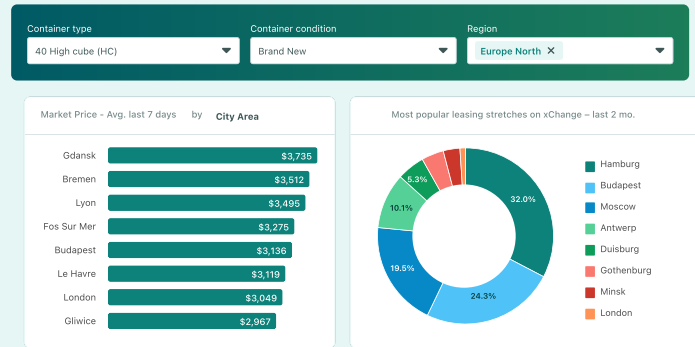 Container type
Container condition
Region
40 High cube (HC)
Brand New
Europe North ✕
Market Price - Avg. last 7 days by City Area
Most popular leasing stretches on xChange – last 2 mo.
Gdansk $3,735
Bremen $3,512
Lyon $3,495
Fos Sur Mer $3,275
Budapest $3,136
Le Havre $3,119
London $3,049
Gliwice $2,967
32.0%
24.3%
19.5%
10.1%
5.3%
Hamburg
Budapest
Moscow
Antwerp
Duisburg
Gothenburg
Minsk
London